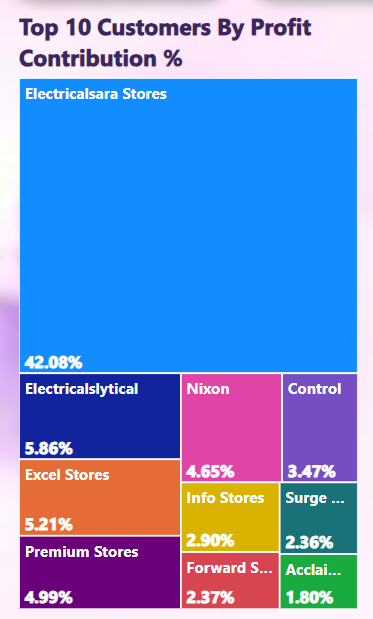 Top 10 Customers By Profit
Contribution %
Electricalsara Stores
42.08%
Electricalslytical
5.86%
Excel Stores
5.21%
Premium Stores
4.99%
Nixon
4.65%
Control
3.47%
Info Stores
2.90%
Surge ...
2.36%
Forward S...
2.37%
Acclai...
1.80%